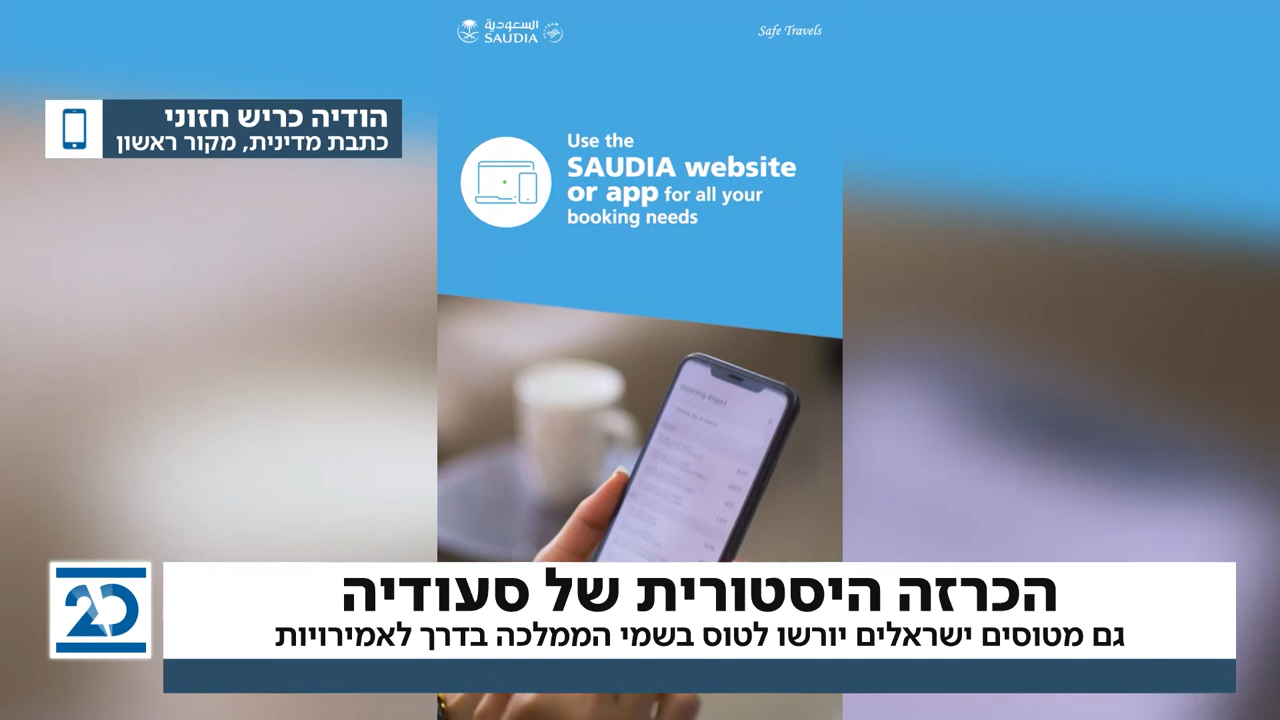 السعودية
SAUDIA
Safe Travels
הודיה כריש חזוני
כתבת מדינית, מקור ראשון
Use the
SAUDIA website
or app for all your
booking needs
20
הכרזה היסטורית של סעודיה
גם מטוסים ישראלים יורשו לטוס בשמי הממלכה בדרך לאמירויות